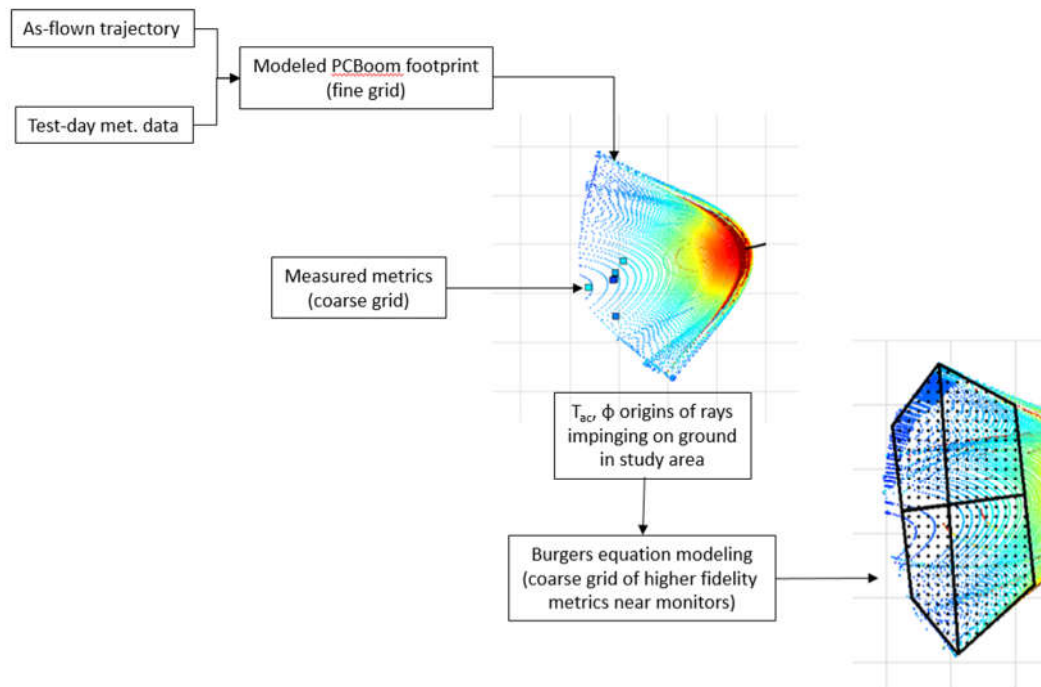 As-flown trajectory
Modeled PCBoom footprint
(fine grid)
Test-day met. data
Measured metrics
(coarse grid)
Tac, ϕ origins of rays
impinging on ground
in study area
Burgers equation modeling
(coarse grid of higher fidelity
metrics near monitors)